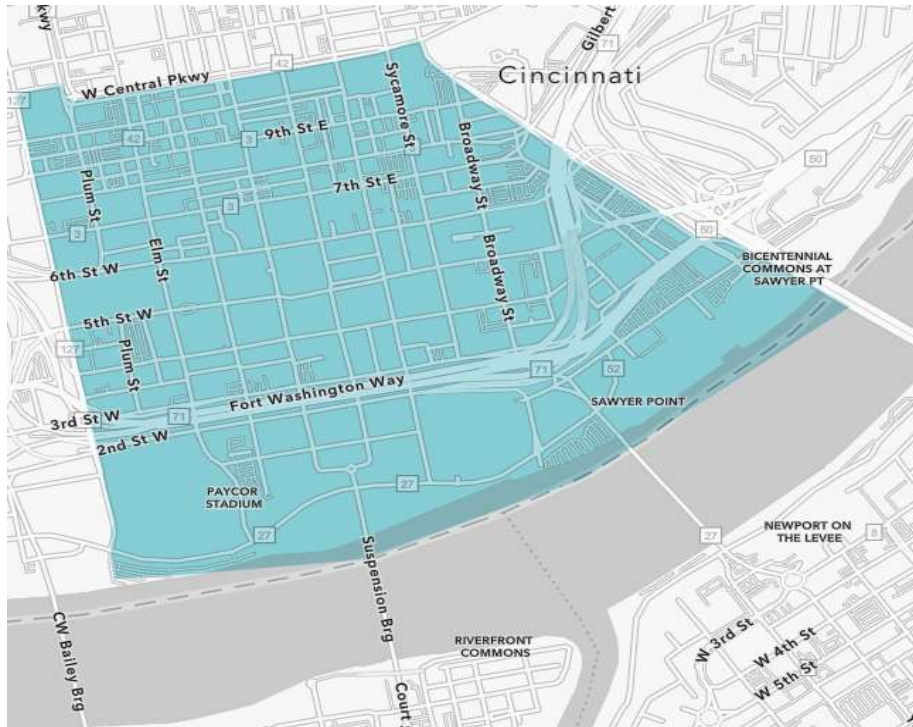 Pkwy
Gilbert
71
42
W Central Pkwy
Cincinnati
127
Sycamore St
9th St E
42
3
Broadway St
50
7th St E
Plum St
3
3
Elm St
50
Broadway St
6th St W
BICENTENNIAL
COMMONS AT
SAWYER PT
5th St W
127
Plum St
71
52
Fort Washington Way
SAWYER POINT
3rd St W
71
2nd St W
27
PAYCOR
STADIUM
27
27
NEWPORT ON
THE LEVEE
8
Suspension Brg
CW Bailey Brg
W 3rd St
RIVERFRONT
COMMONS
W 4th St
W 5th St
Court